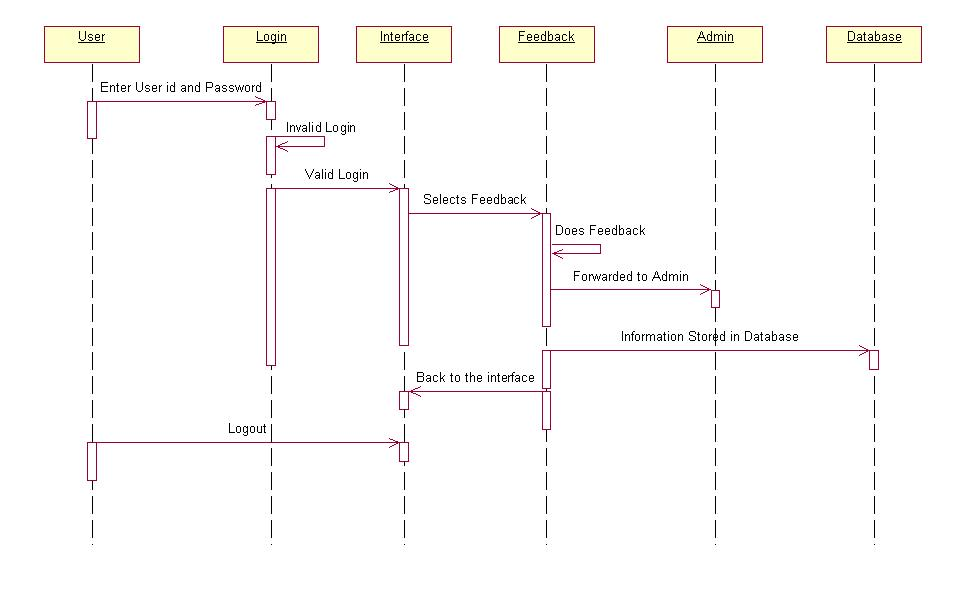 User
Login
Interface
Feedback
Admin
Database
Enter User id and Password
Invalid Login
Valid Login
Selects Feedback
Does Feedback
Forwarded to Admin
Information Stored in Database
Back to the interface
Logout